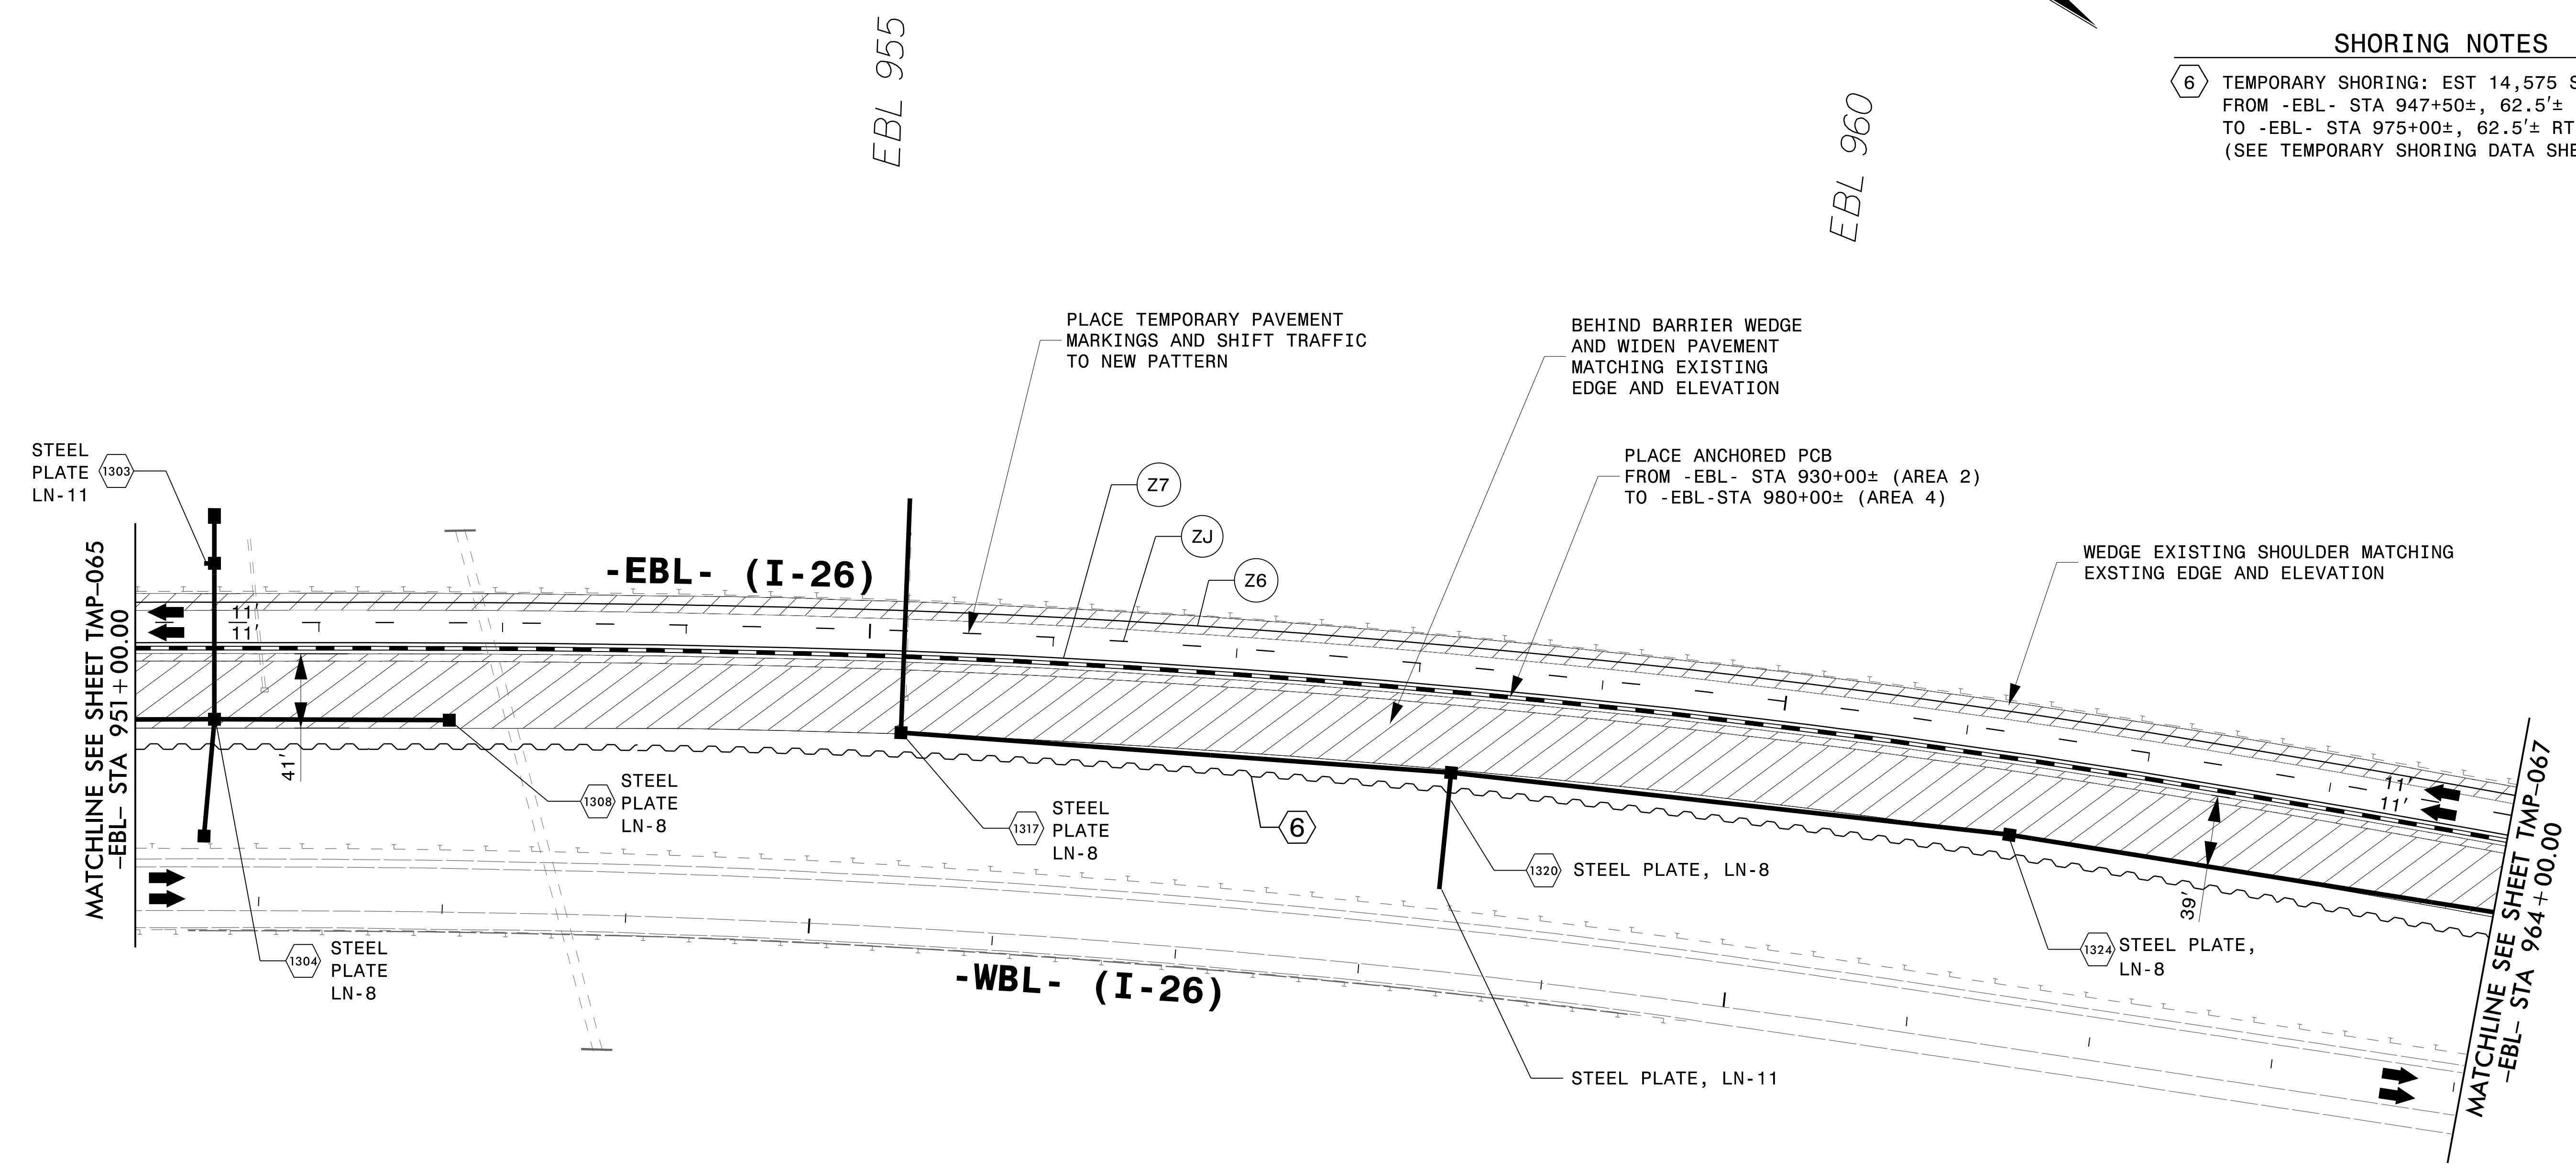 EBL 955
EBL 960
SHORING NOTES
6 TEMPORARY SHORING: EST 14,575
FROM -EBL- STA 947+50±, 62.5'±
TO -EBL- STA 975+00±, 62.5'± RT
(SEE TEMPORARY SHORING DATA
PLACE TEMPORARY PAVEMENT
MARKINGS AND SHIFT TRAFFIC
TO NEW PATTERN
BEHIND BARRIER WEDGE
AND WIDEN PAVEMENT
MATCHING EXISTING
EDGE AND ELEVATION
PLACE ANCHORED PCB
FROM -EBL- STA 930+00± (AREA 2)
TO -EBL-STA 980+00± (AREA 4)
WEDGE EXISTING SHOULDER MATCHING
EXSTING EDGE AND ELEVATION
STEEL
PLATE
LN-11
1303
Z7
ZJ
Z6
-EBL- (I-26)
MATCHLINE SEE SHEET TMP-065
-EBL- STA 951+00.00
11'
11'
41'
1308
STEEL
PLATE
LN-8
1317
STEEL
PLATE
LN-8
6
1320
STEEL PLATE, LN-8
1304
STEEL
PLATE
LN-8
-WBL- (I-26)
STEEL PLATE, LN-11
1324
STEEL PLATE,
LN-8
39'
11'
11'
MATCHLINE SEE SHEET TMP-067
-EBL- STA 964+00.00